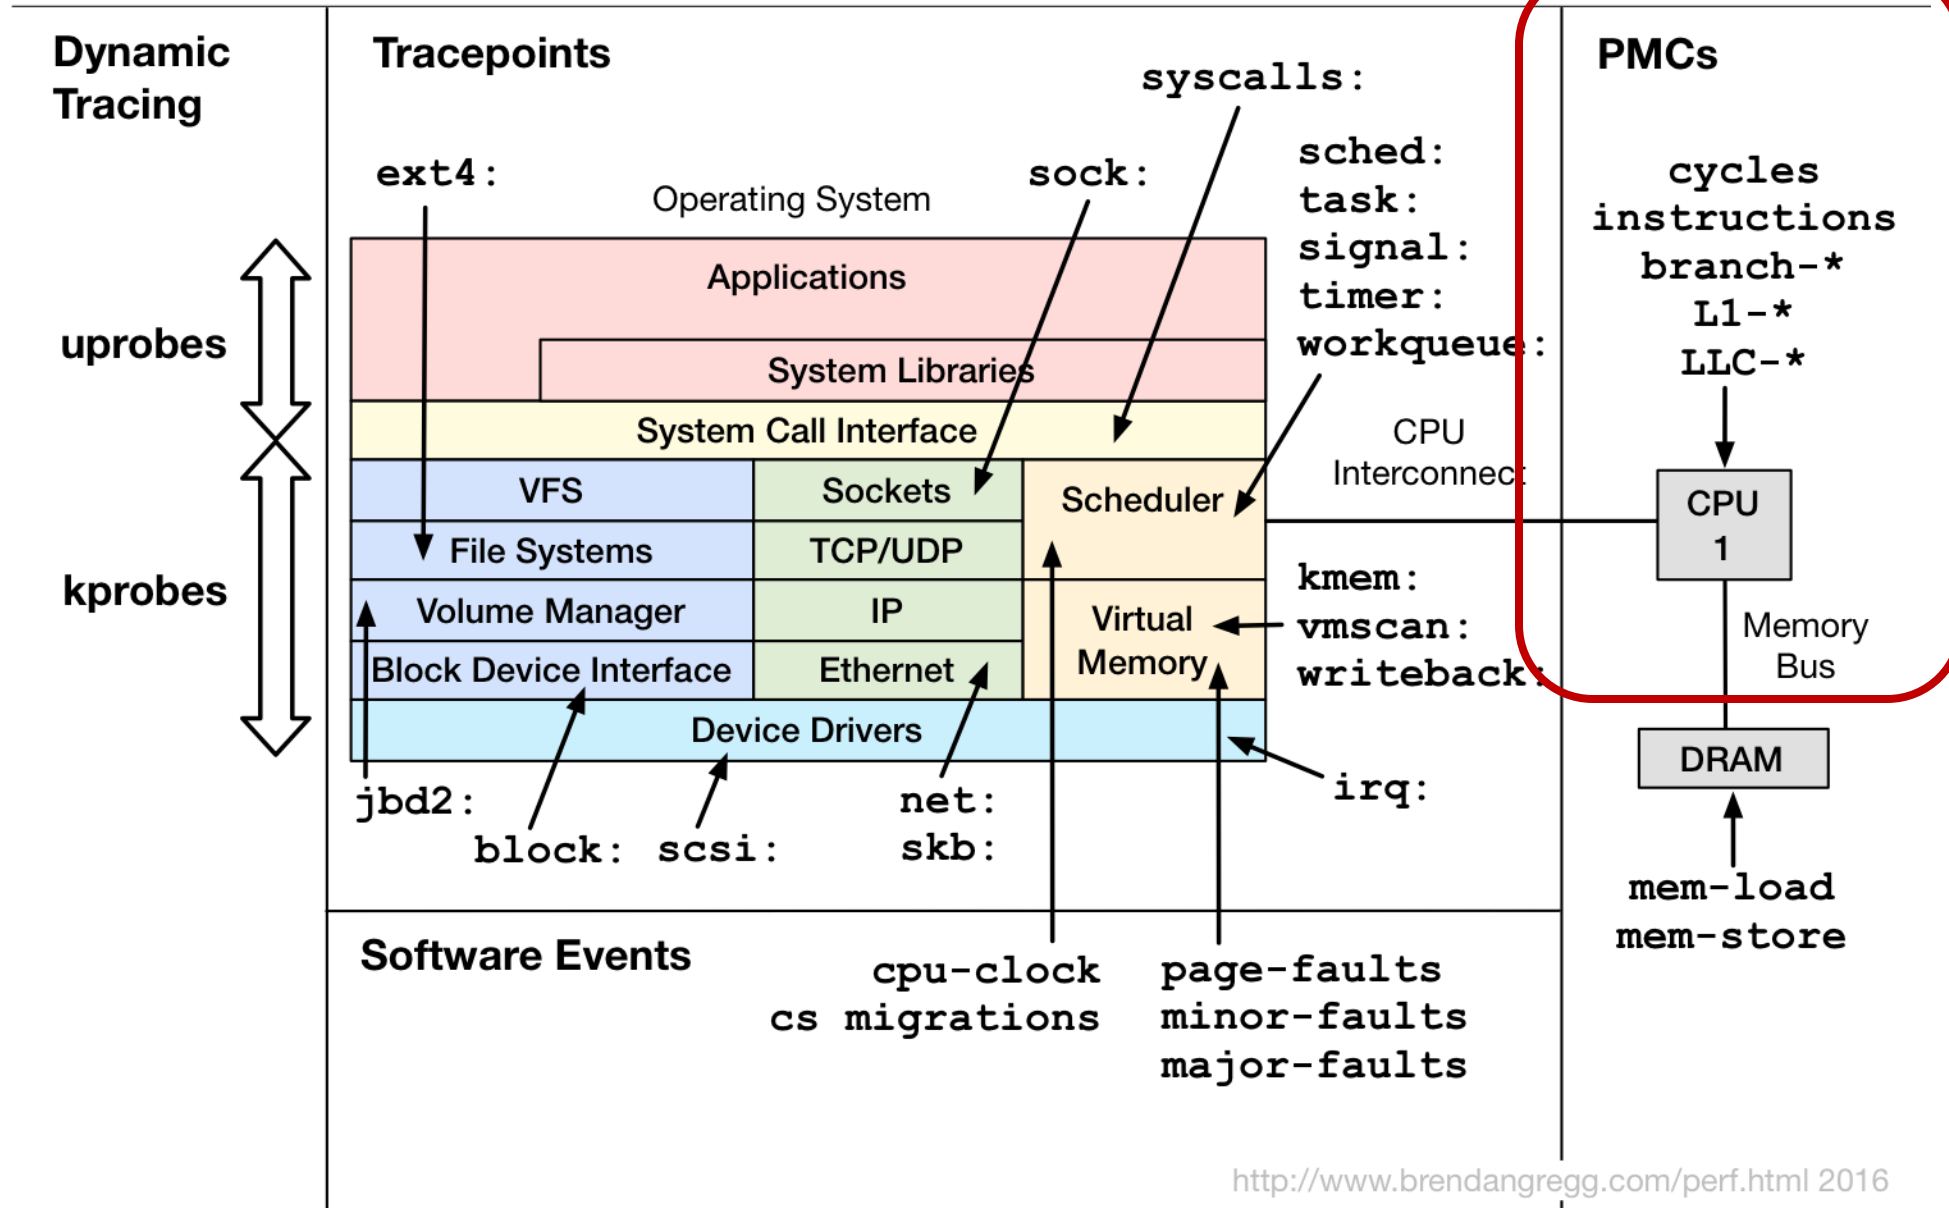 Dynamic
Tracing
uprobes
kprobes
Tracepoints
syscalls:
ext4:
Operating System
sock:
sched:
task:
signal:
timer:
workqueue:
Applications
System Libraries
System Call Interface
VFS
Sockets
Scheduler
File Systems
TCP/UDP
Volume Manager
IP
Virtual
Memory
Block Device Interface
Ethernet
Device Drivers
CPU
Interconnect
kmem:
vmscan:
writeback:
irq:
jbd2:
block:
scsi:
net:
skb:
Software Events
cpu-clock
cs migrations
page-faults
minor-faults
major-faults
PMCs
cycles
instructions
branch-*
L1-*
LLC-*
CPU
1
Memory
Bus
DRAM
mem-load
mem-store
http://www.brendangregg.com/perf.html 2016